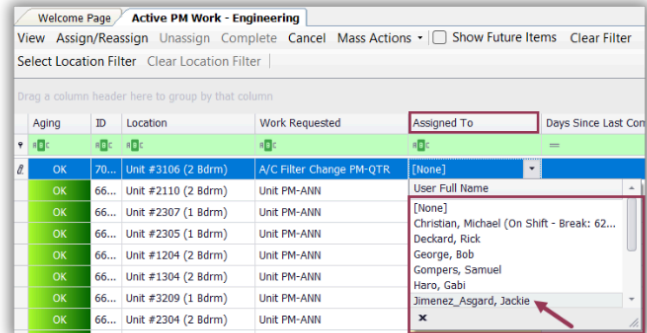 Welcome Page Active PM Work - Engineering
View Assign/Reassign Unassign Complete Cancel Mass Actions Show Future Items Clear Filter
Select Location Filter Clear Location Filter
Drag a column header here to group by that column
Aging ID Location Work Requested Assigned To Days Since Last Com
OK 70... Unit #3106 (2 Bdrm) A/C Filter Change PM-QTR [None]
OK 66... Unit #2110 (2 Bdrm) Unit PM-ANN User Full Name
OK 66... Unit #2307 (1 Bdrm) Unit PM-ANN [None]
OK 66... Unit #2305 (1 Bdrm) Unit PM-ANN Christian, Michael (On Shift - Break: 62...
Deckard, Rick
OK 66... Unit #1204 (2 Bdrm) Unit PM-ANN George, Bob
OK 66... Unit #1304 (2 Bdrm) Unit PM-ANN Gompers, Samuel
OK 66... Unit #3209 (1 Bdrm) Unit PM-ANN Haro, Gabi
Jimenez_Asgard, Jackie
OK 66... Unit #2304 (2 Bdrm) Unit PM-ANN